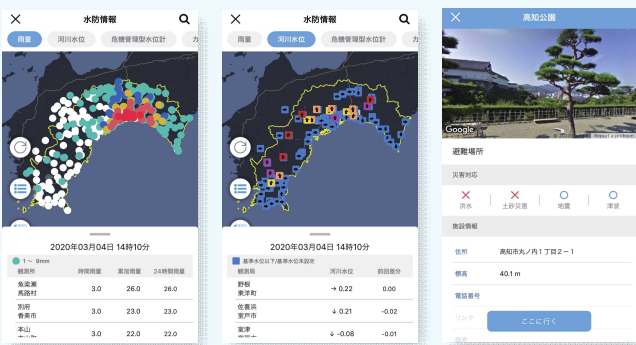 水防情報
雨量
河川水位
危機管理型水位計
カ
2020年03月04日 14時10分
1～ 9mm
観測所
時間雨量
累加雨量
24時間雨量
魚梁瀬
馬路村
3.0
26.0
26.0
別府
香美市
3.0
23.0
23.0
本山
3.0
22.0
22.0
水防情報
雨量
河川水位
危機管理型水位計
カ
2020年03月04日 14時10分
基準水位以下/基準水位未設定
観測局
河川水位
前回差分
野根
東洋町
→ 0.22
0.00
佐喜浜
室戸市
↓ 0.21
-0.02
室津
↓ -0.08
-0.01
高知公園
Google
Report a problem
避難場所
災害対応
洪水
土砂災害
地震
津波
施設情報
住所
高知市丸ノ内1丁目2－1
標高
40.1 m
電話番号
リンク
ここに行く
備考